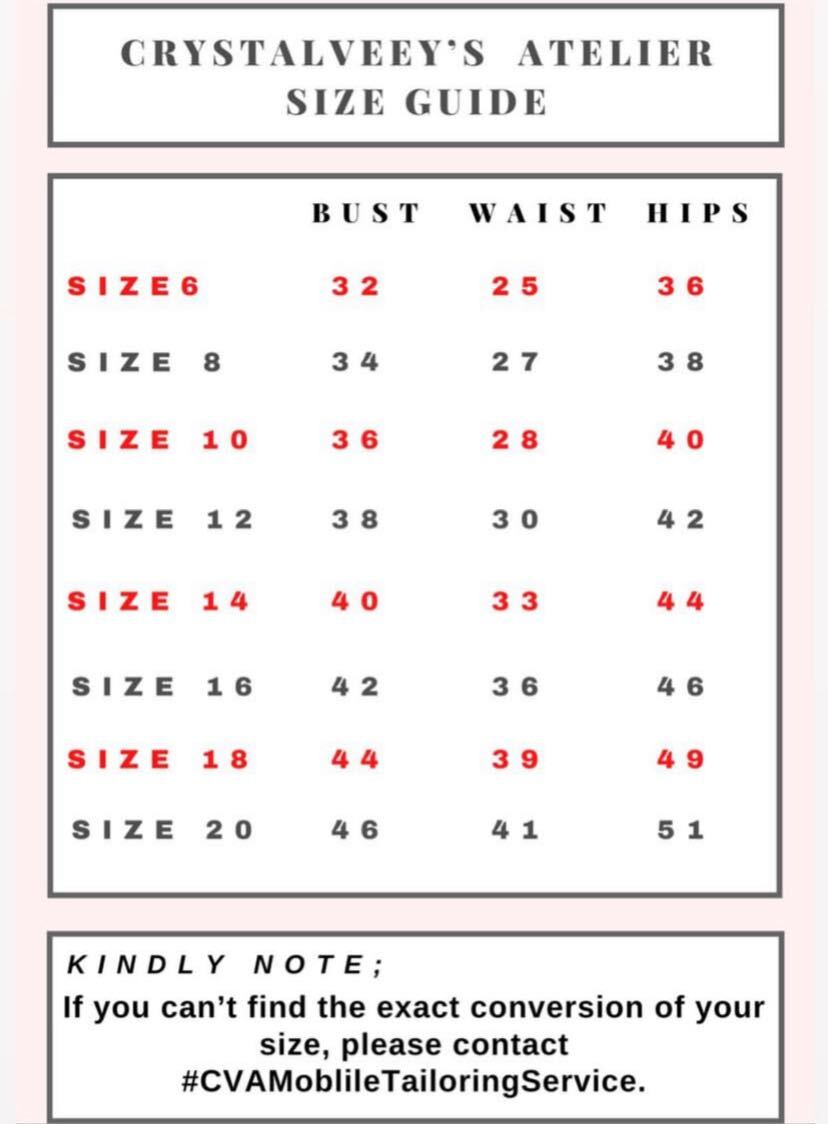 CRYSTALVEEY’S ATELIER
SIZE GUIDE
BUST WAIST HIPS
SIZE6 32 25 36
SIZE 8 34 27 38
SIZE 10 36 28 40
SIZE 12 38 30 42
SIZE 14 40 33 44
SIZE 16 42 36 46
SIZE 18 44 39 49
SIZE 20 46 41 51
KINDLY NOTE;
If you can’t find the exact conversion of your
size, please contact
#CVAMoblileTailoringService.